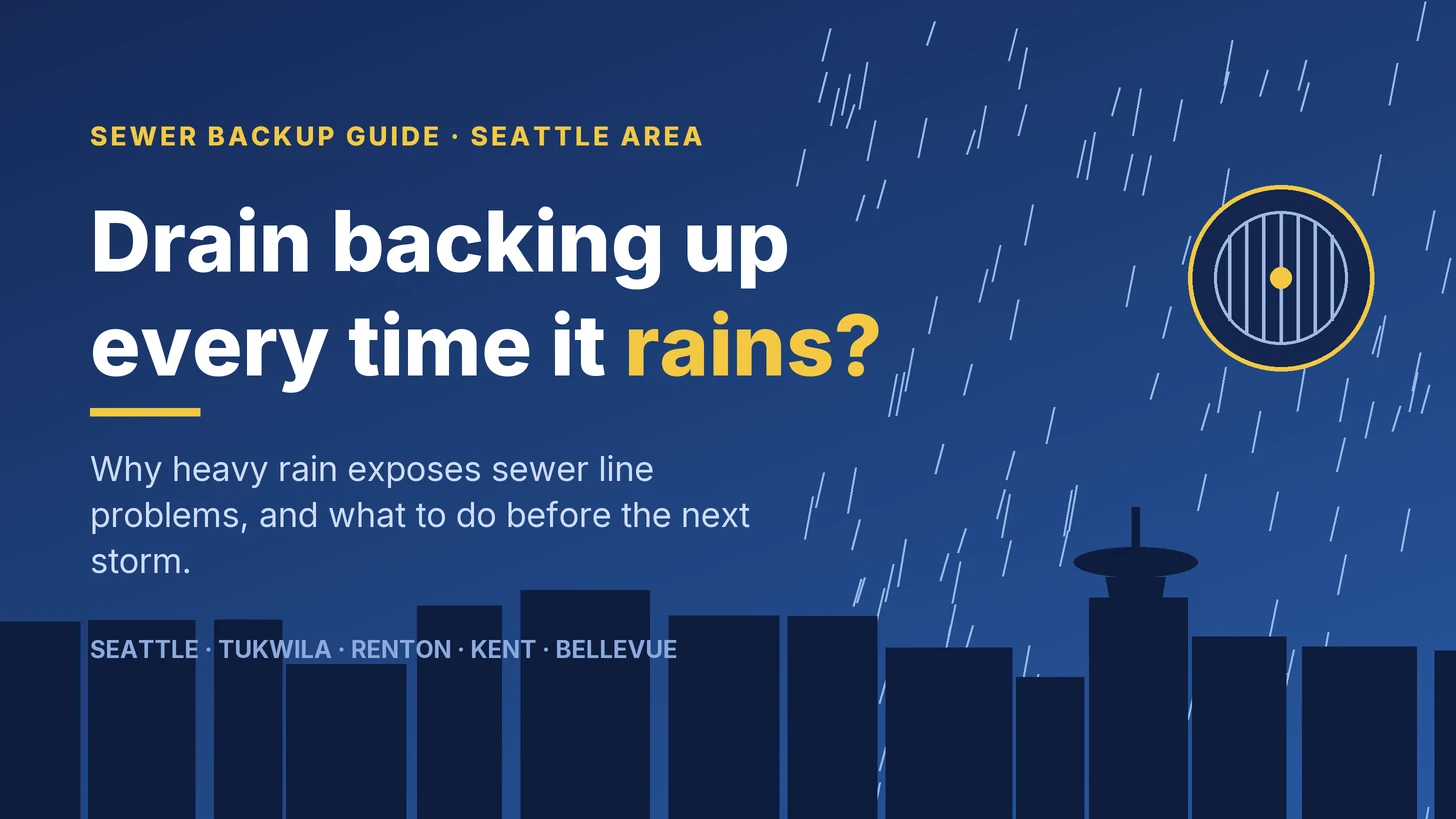 SEWER BACKUP GUIDE · SEATTLE AREA
Drain backing up
every time it rains?
Why heavy rain exposes sewer line
problems, and what to do before the next
storm.
SEATTLE · TUKWILA · RENTON · KENT · BELLEVUE